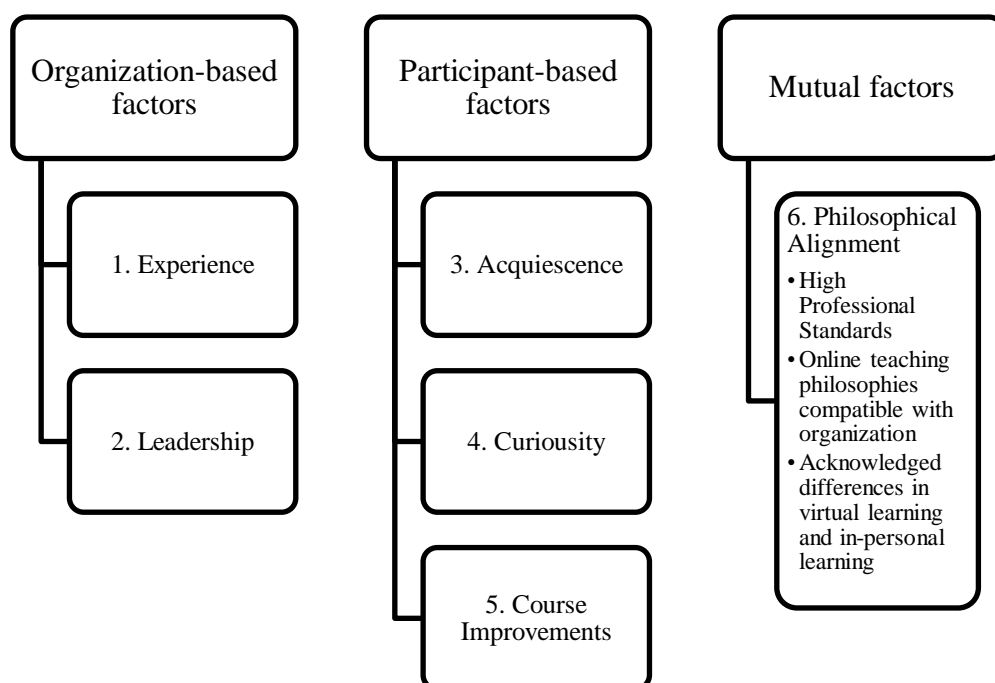 Organization-based
factors
1. Experience
2. Leadership
Participant-based
factors
3. Acquiescence
4. Curiousity
5. Course
Improvements
Mutual factors
6. Philosophical
Alignment
• High
Professional
Standards
• Online teaching
philosophies
compatible with
organization
• Acknowledged
differences in
virtual learning
and in-personal
learning